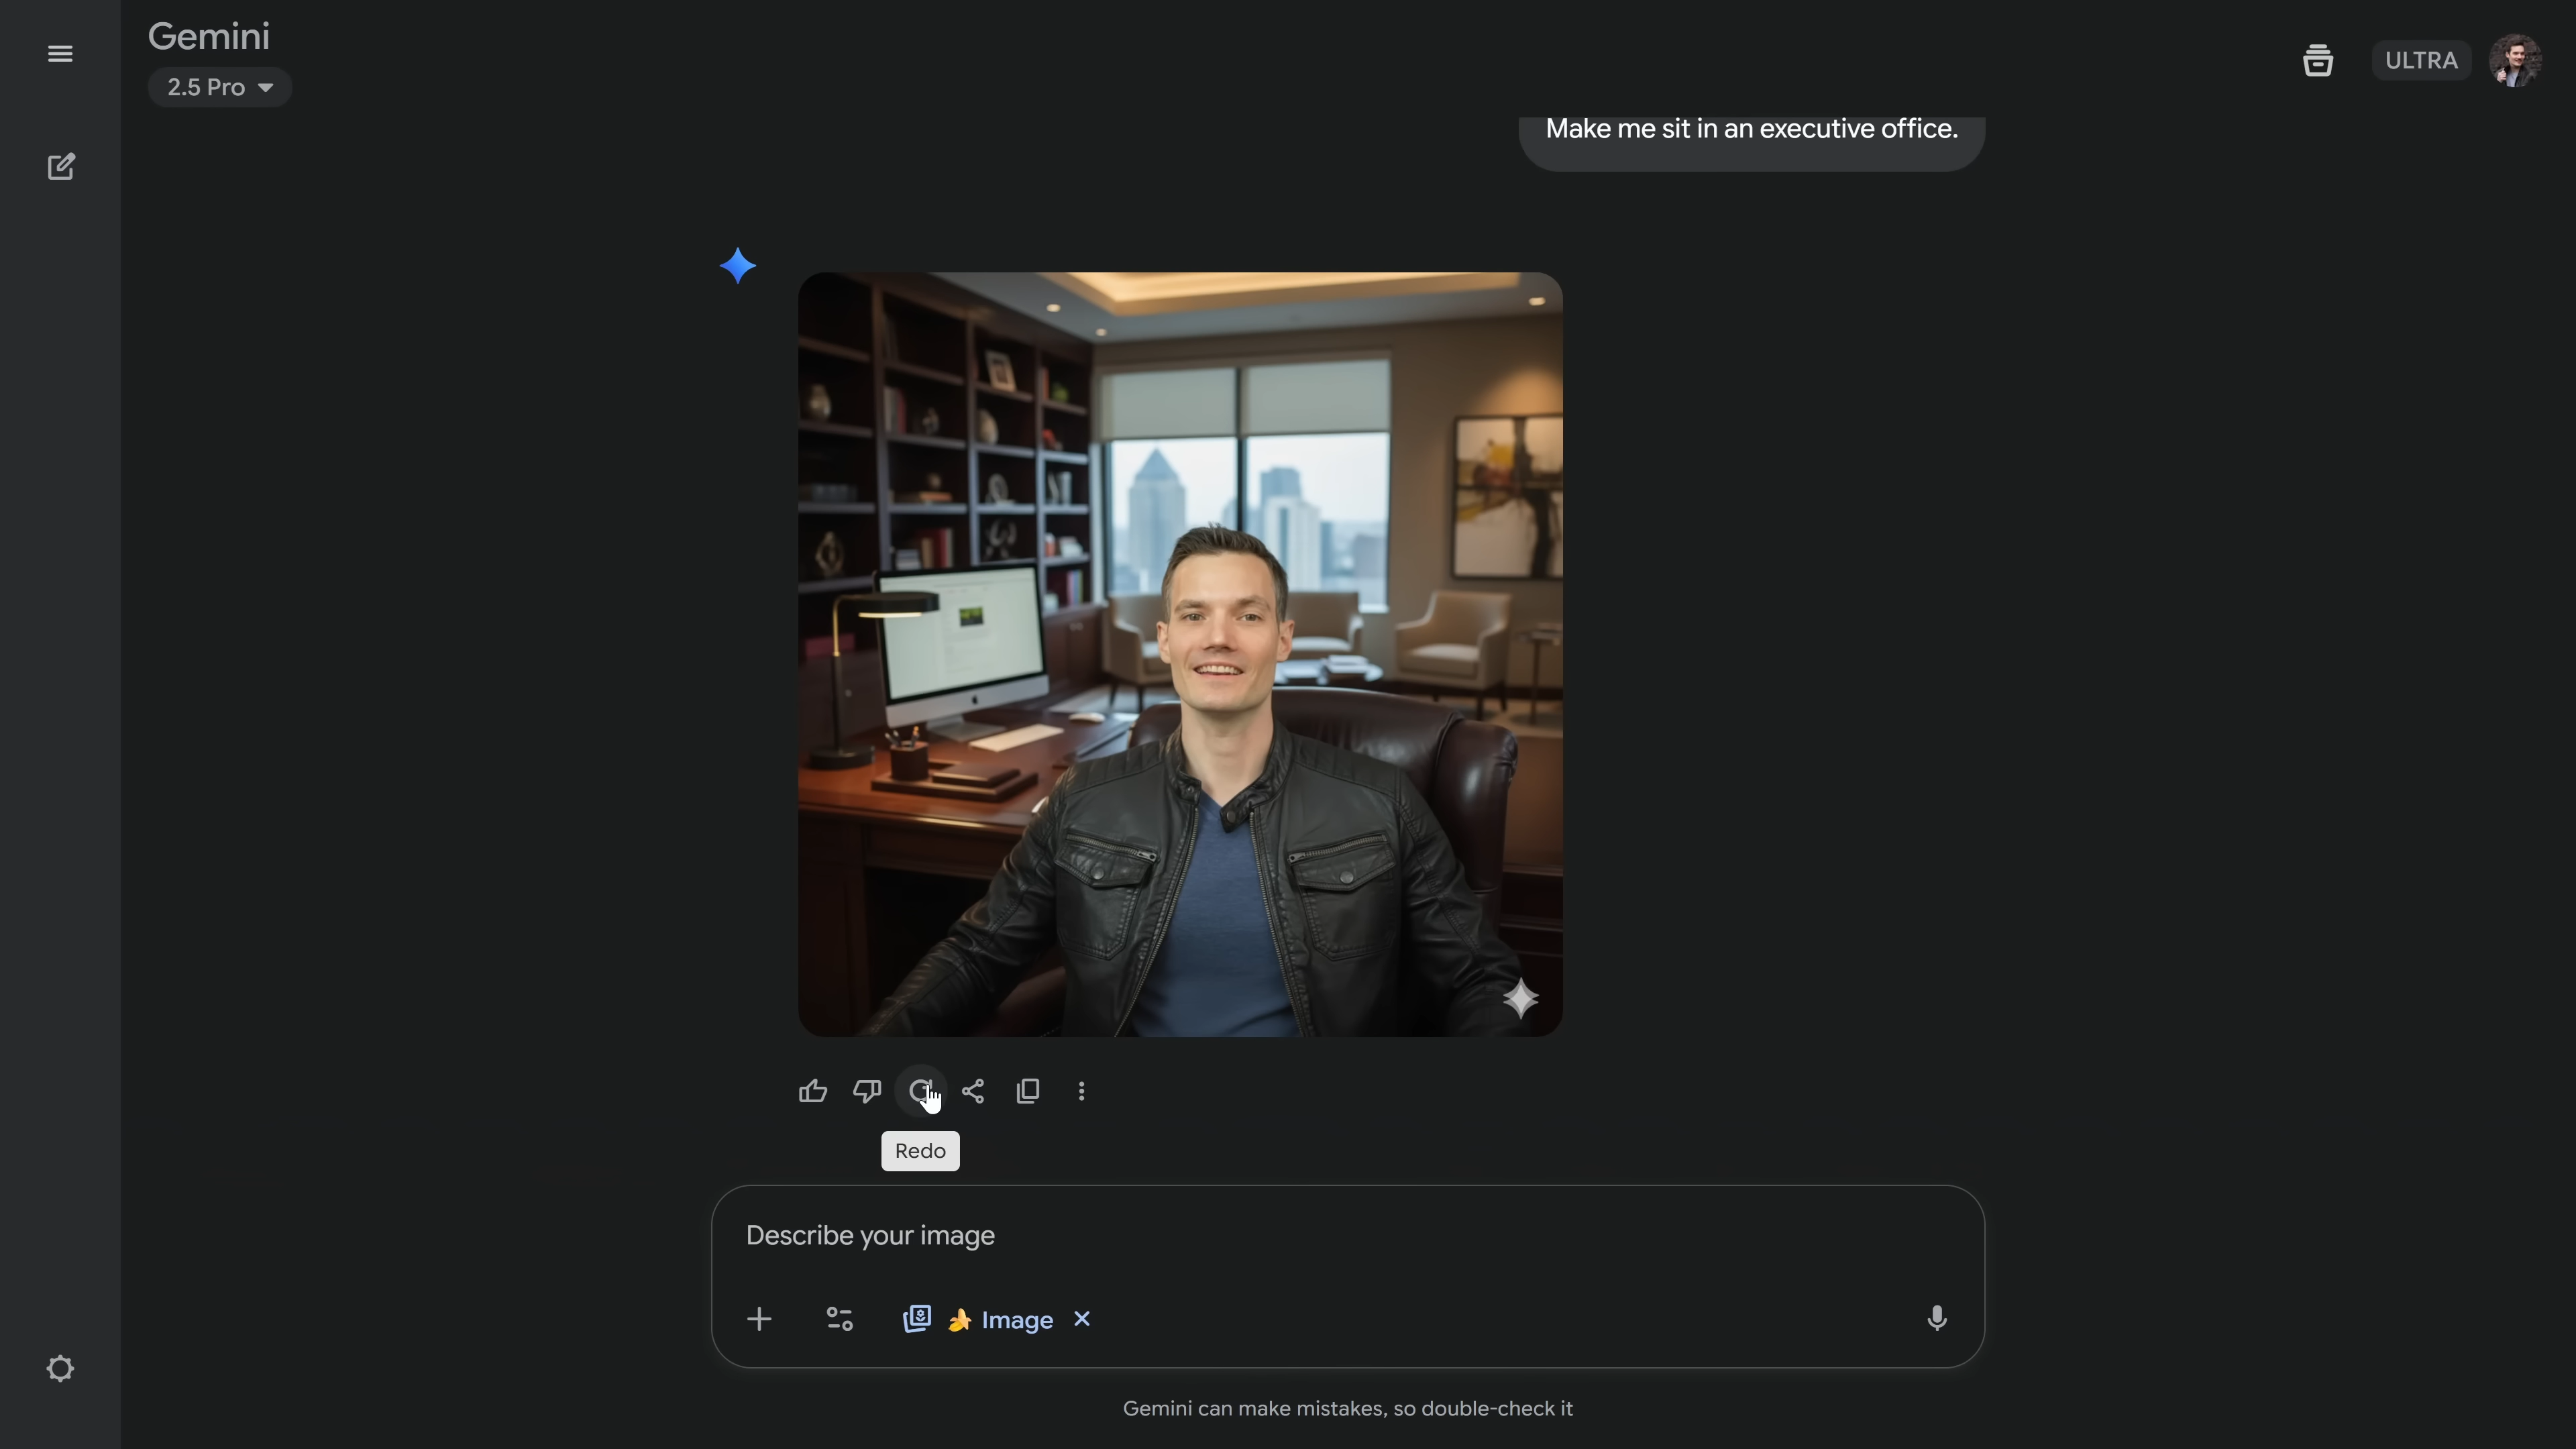 Gemini
2.5 Pro
ULTRA
Make me sit in an executive office.
Redo
Describe your image
🍌 Image
Gemini can make mistakes, so double-check it